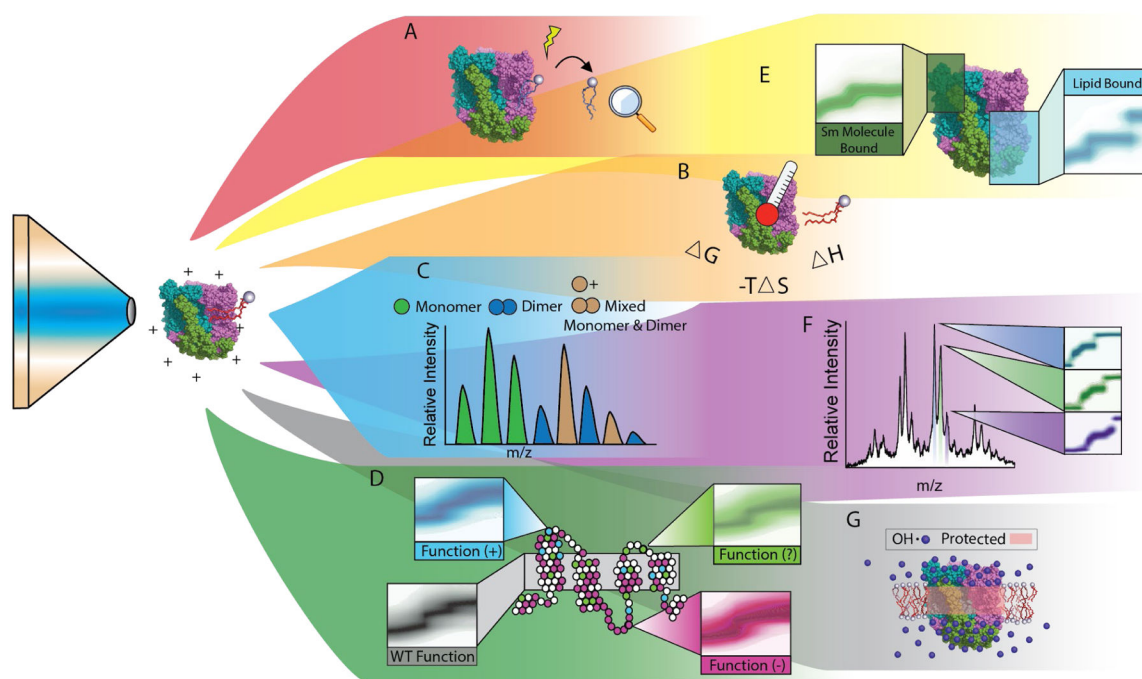 A
E
Sm Molecule
Bound
Lipid Bound
B
△G
-T△S
△H
+ + + + + + + +
C
+
Monomer
Dimer
Mixed
Monomer & Dimer
Relative Intensity
m/z
F
Relative Intensity
m/z
D
Function (+)
Function (?)
WT Function
Function (-)
G
OH• Protected